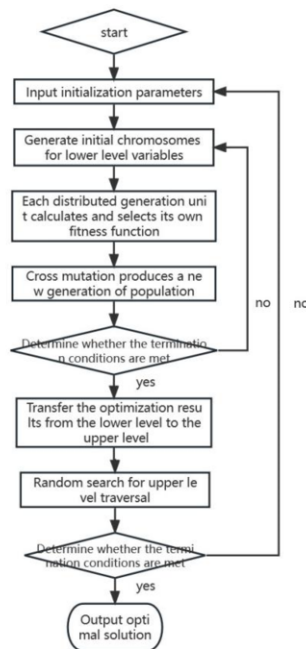 start
Input initialization parameters
Generate initial chromosomes
for lower level variables
Each distributed generation uni
t calculates and selects its own
fitness function
Cross mutation produces a ne
w generation of population
no
no
Determine whether the terminatio
n conditions are met
yes
Transfer the optimization resu
lts from the lower level to the
upper level
Random search for upper le
vel traversal
Determine whether the termi
nation conditions are met
yes
Output opti
mal solution